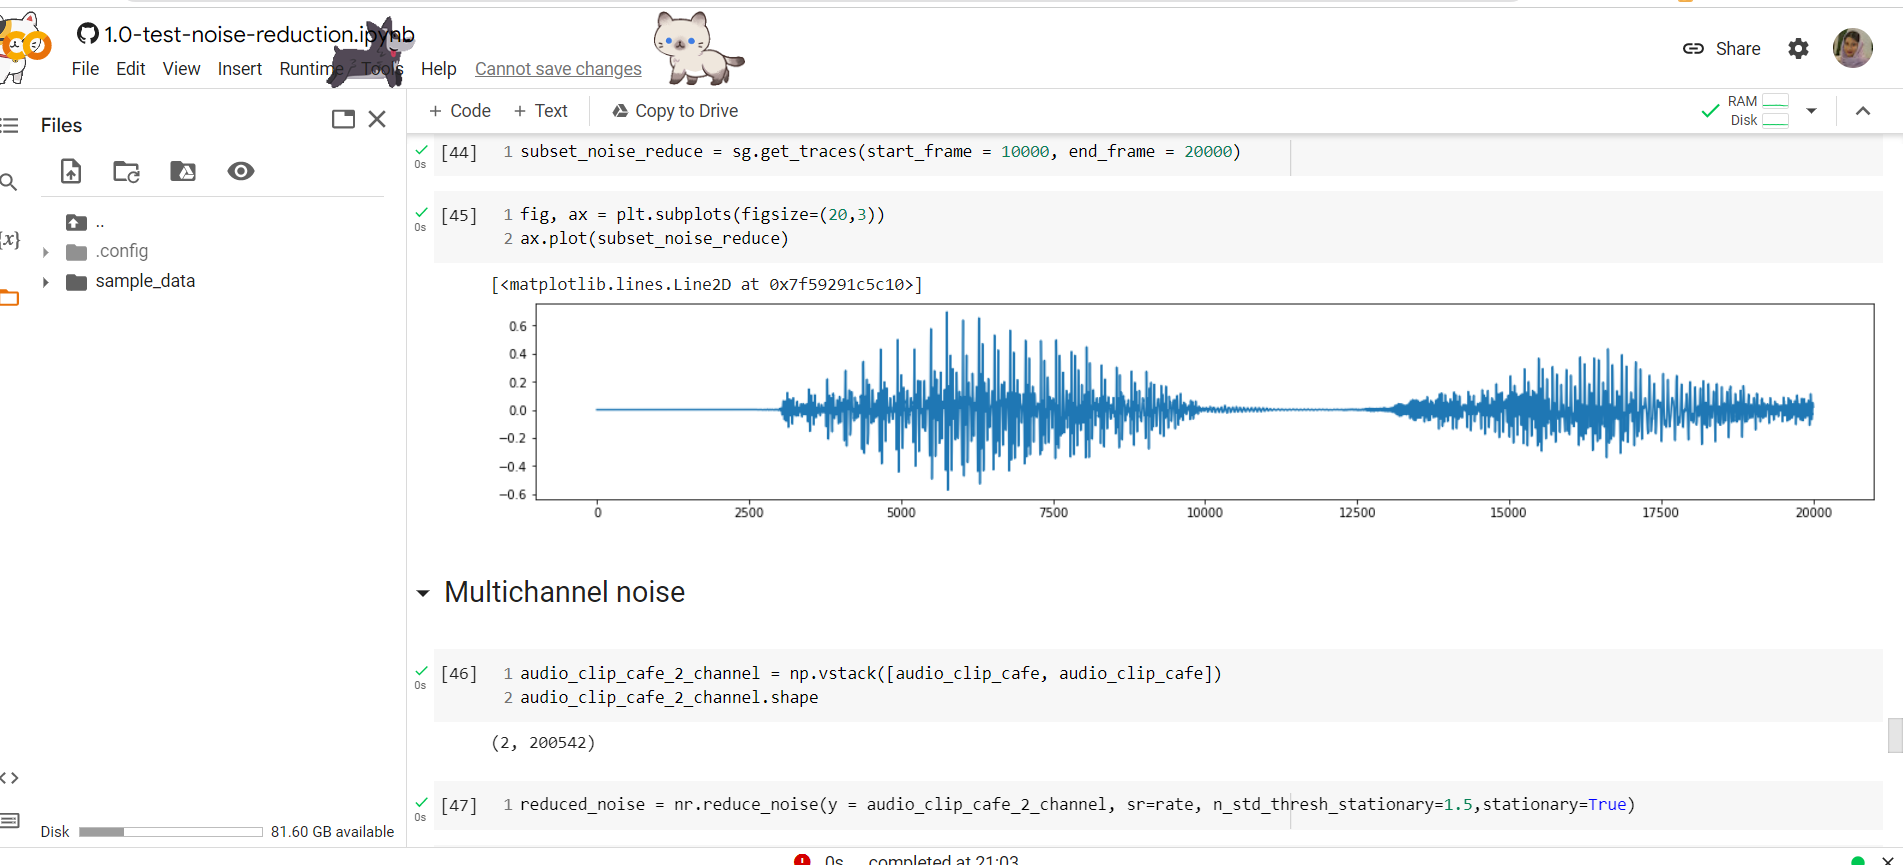 1.0-test-noise-reduction.ipynb
File Edit View Insert Runtime Tools Help Cannot save changes
Share
Files
+ Code + Text Copy to Drive
RAM
Disk
..
.config
sample_data
Disk 81.60 GB available
0s [44] 1 subset_noise_reduce = sg.get_traces(start_frame = 10000, end_frame = 20000)
0s [45] 1 fig, ax = plt.subplots(figsize=(20,3))
2 ax.plot(subset_noise_reduce)
[<matplotlib.lines.Line2D at 0x7f59291c5c10>]
0.6
0.4
0.2
0.0
−0.2
−0.4
−0.6
0 2500 5000 7500 10000 12500 15000 17500 20000
Multichannel noise
0s [46] 1 audio_clip_cafe_2_channel = np.vstack([audio_clip_cafe, audio_clip_cafe])
2 audio_clip_cafe_2_channel.shape
(2, 200542)
0s [47] 1 reduced_noise = nr.reduce_noise(y = audio_clip_cafe_2_channel, sr=rate, n_std_thresh_stationary=1.5,stationary=True)
0s completed at 21:03